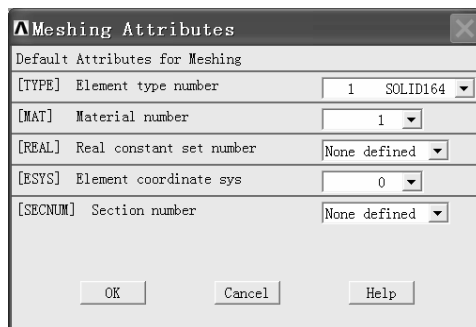 Meshing Attributes
Default Attributes for Meshing
[TYPE] Element type number 1 SOLID164
[MAT] Material number 1
[REAL] Real constant set number None defined
[ESYS] Element coordinate sys 0
[SECNUM] Section number None defined
OK Cancel Help